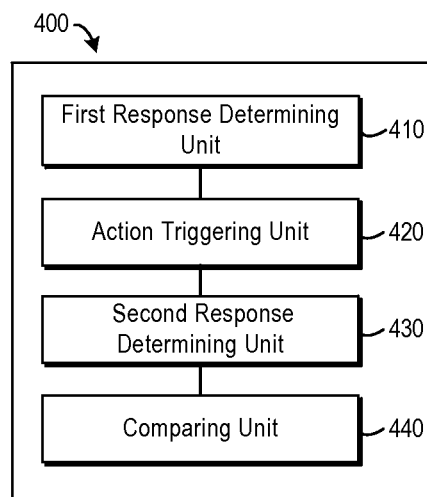 400
First Response Determining
Unit
410
Action Triggering Unit
420
Second Response
Determining Unit
430
Comparing Unit
440